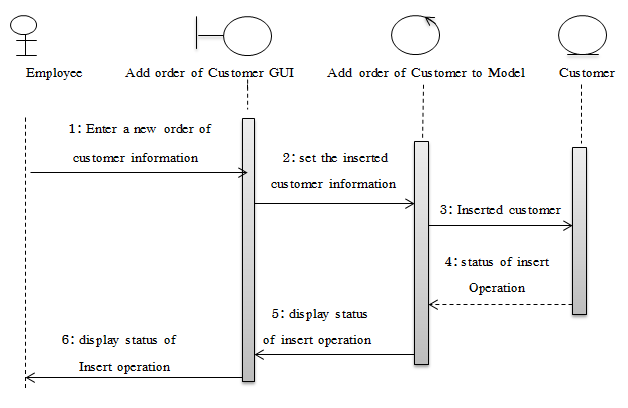 Employee
Add order of Customer GUI
Add order of Customer to Model
Customer
1: Enter a new order of
customer information
2: set the inserted
customer information
3: Inserted customer
4: status of insert
Operation
5: display status
of insert operation
6: display status of
Insert operation